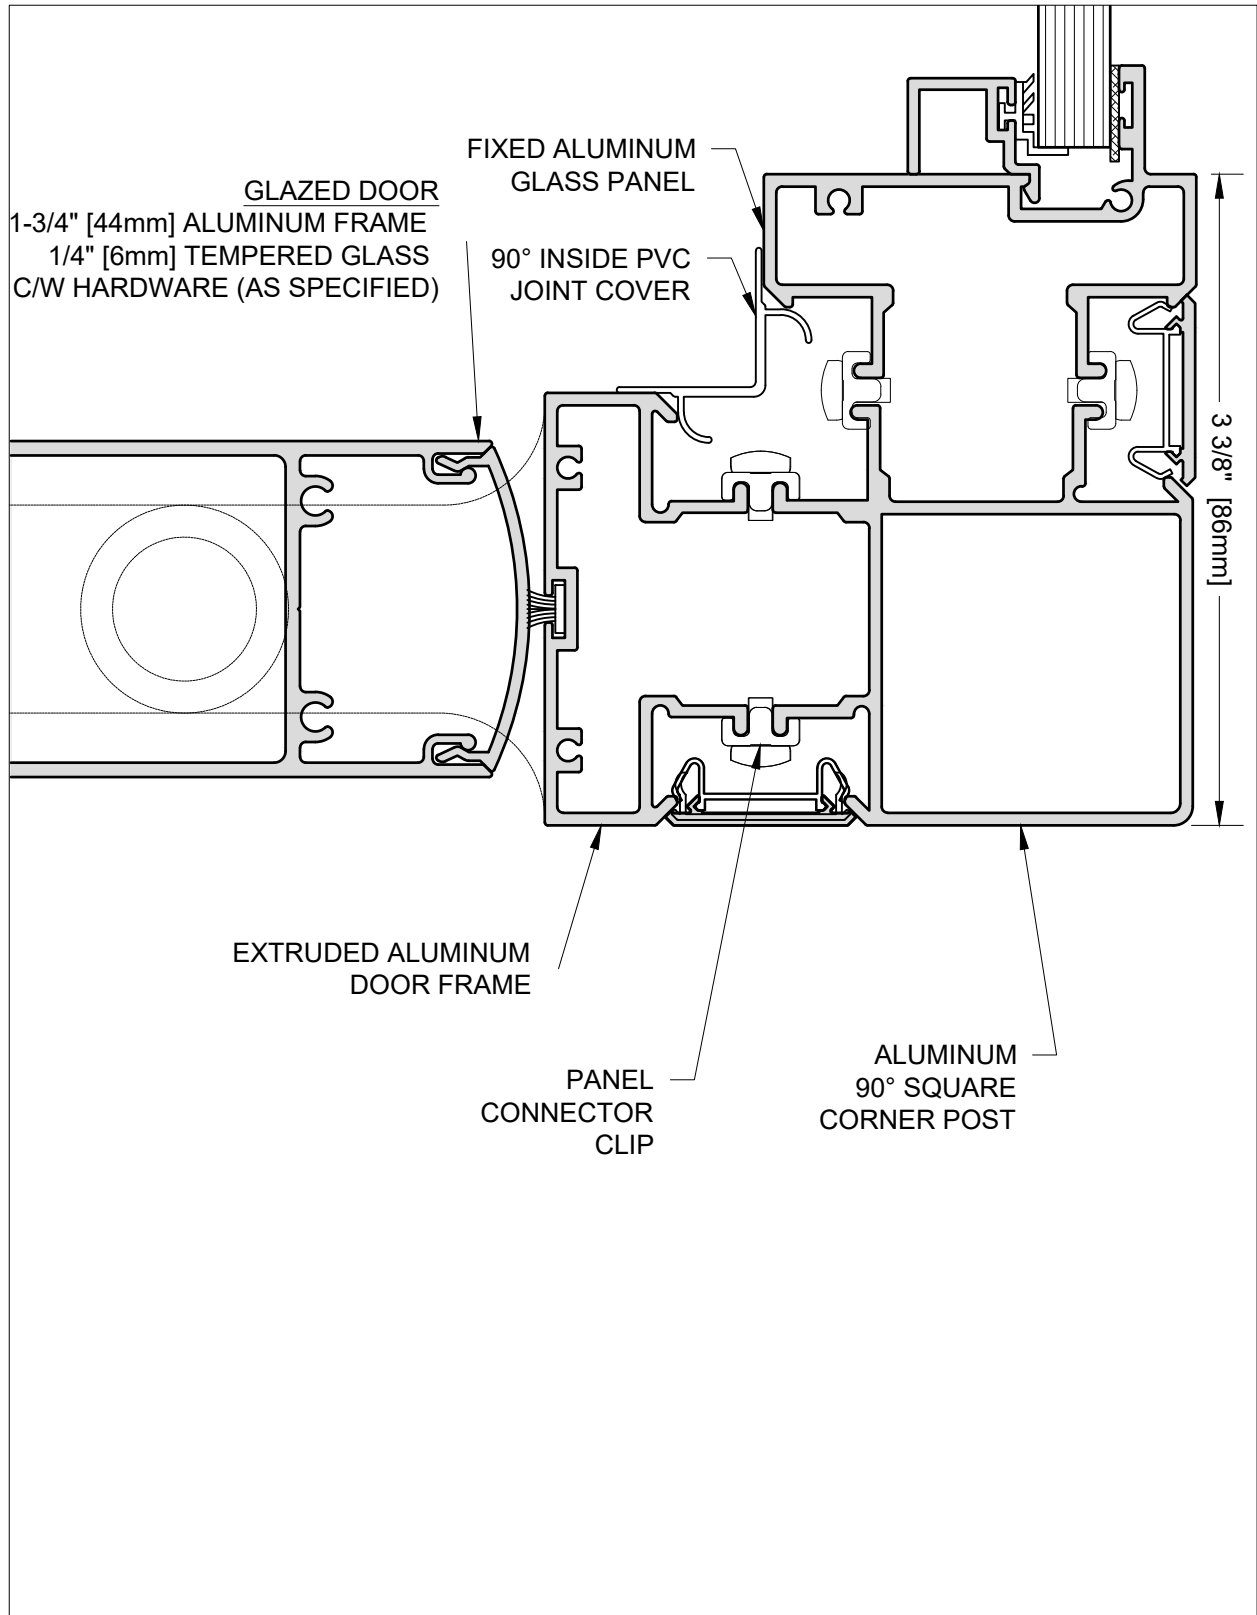 FIXED ALUMINUM
GLASS PANEL
GLAZED DOOR
1-3/4" [44mm] ALUMINUM FRAME
1/4" [6mm] TEMPERED GLASS
C/W HARDWARE (AS SPECIFIED)
90° INSIDE PVC
JOINT COVER
3 3/8" [86mm]
EXTRUDED ALUMINUM
DOOR FRAME
PANEL
CONNECTOR
CLIP
ALUMINUM
90° SQUARE
CORNER POST